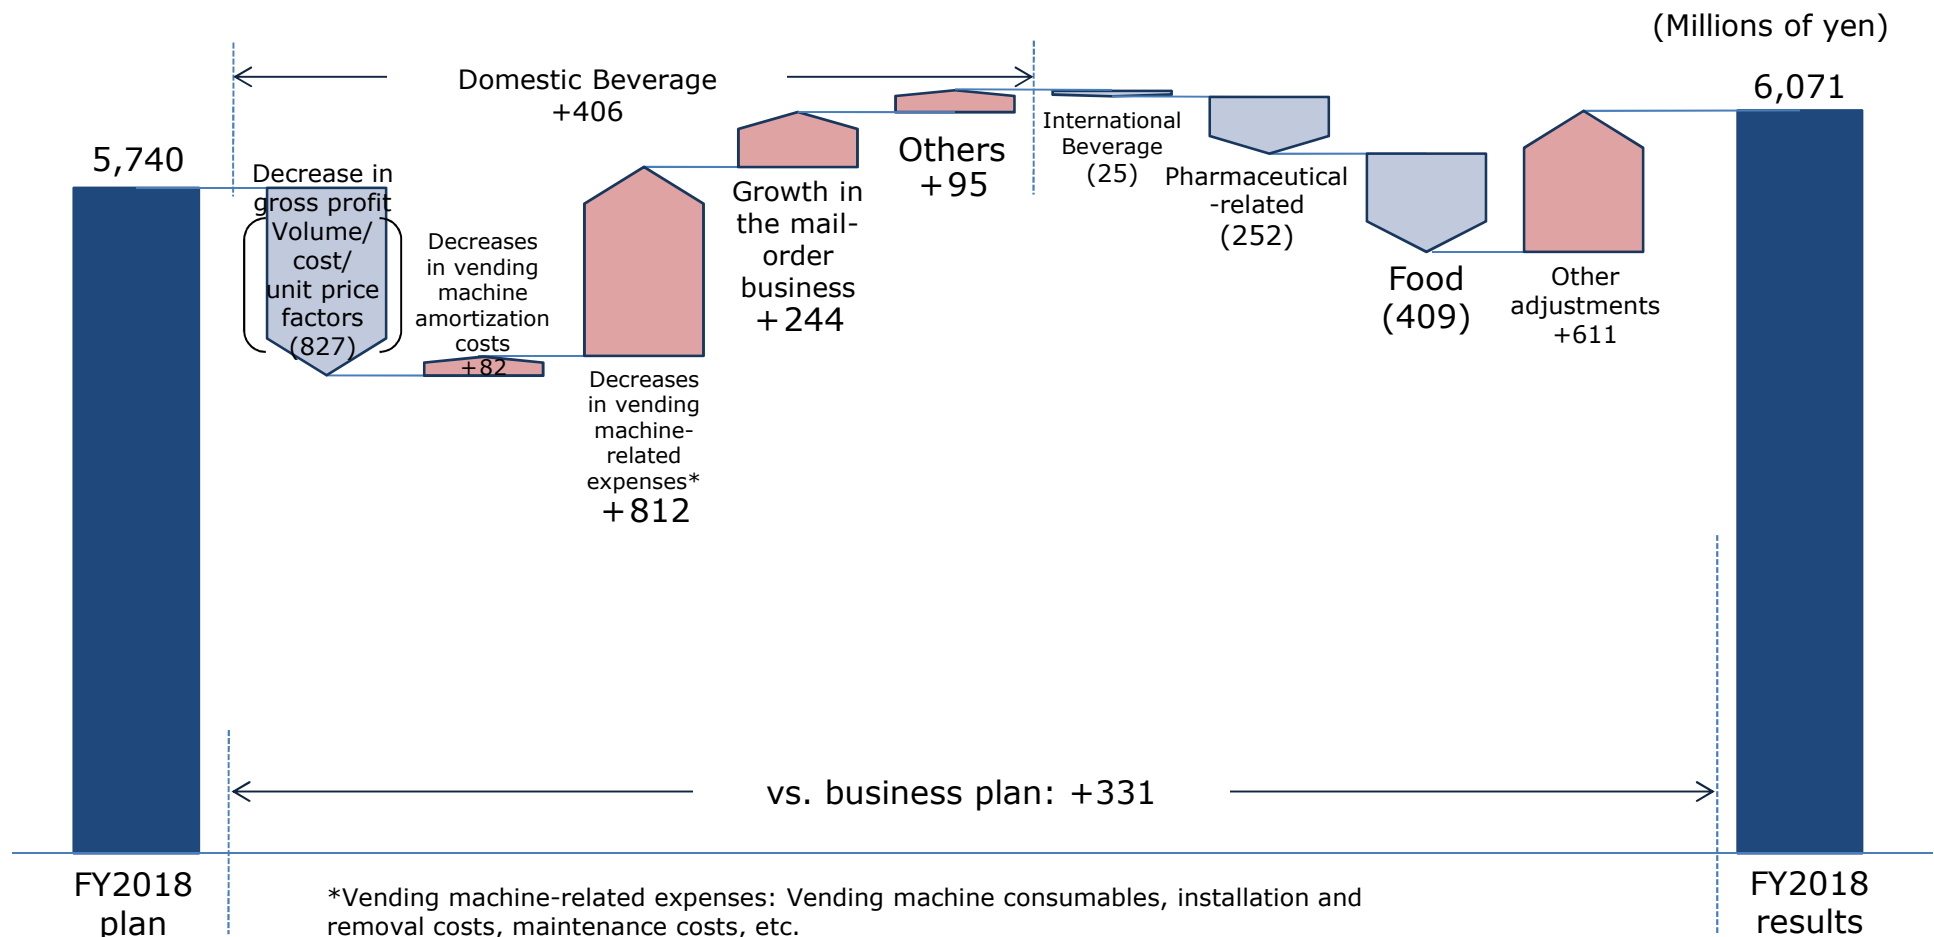 (Millions of yen)
5,740
Domestic Beverage
+406
Decrease in
gross profit
Volume/
cost/
unit price
factors
(827)
Decreases
in vending
machine
amortization
costs
+82
Decreases
in vending
machine-
related
expenses*
+812
Growth in
the mail-
order
business
+244
Others
+95
International
Beverage
(25)
Pharmaceutical
-related
(252)
Food
(409)
Other
adjustments
+611
6,071
vs. business plan: +331
FY2018
plan
FY2018
results
*Vending machine-related expenses: Vending machine consumables, installation and
removal costs, maintenance costs, etc.